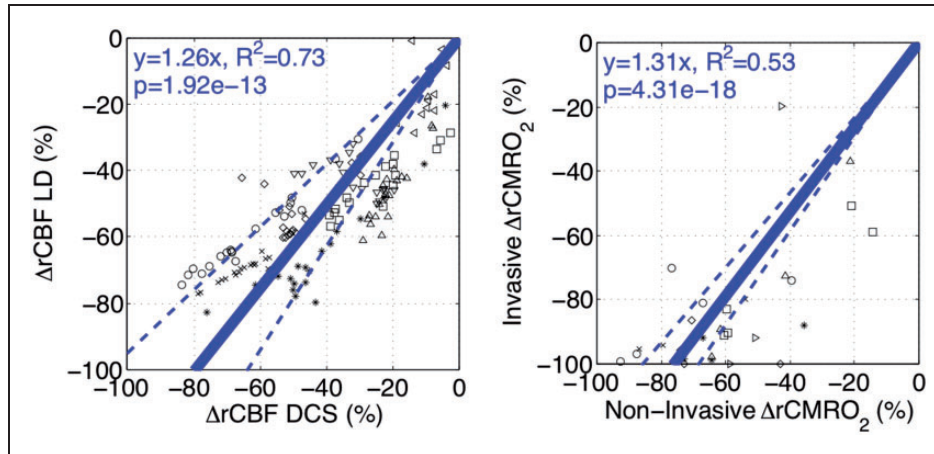 y=1.26x, R²=0.73
p=1.92e−13
ΔrCBF LD (%)
0
−20
−40
−60
−80
−100
−100 −80 −60 −40 −20 0
ΔrCBF DCS (%)
y=1.31x, R²=0.53
p=4.31e−18
Invasive ΔrCMRO₂ (%)
0
−20
−40
−60
−80
−100
−100 −80 −60 −40 −20 0
Non−Invasive ΔrCMRO₂ (%)